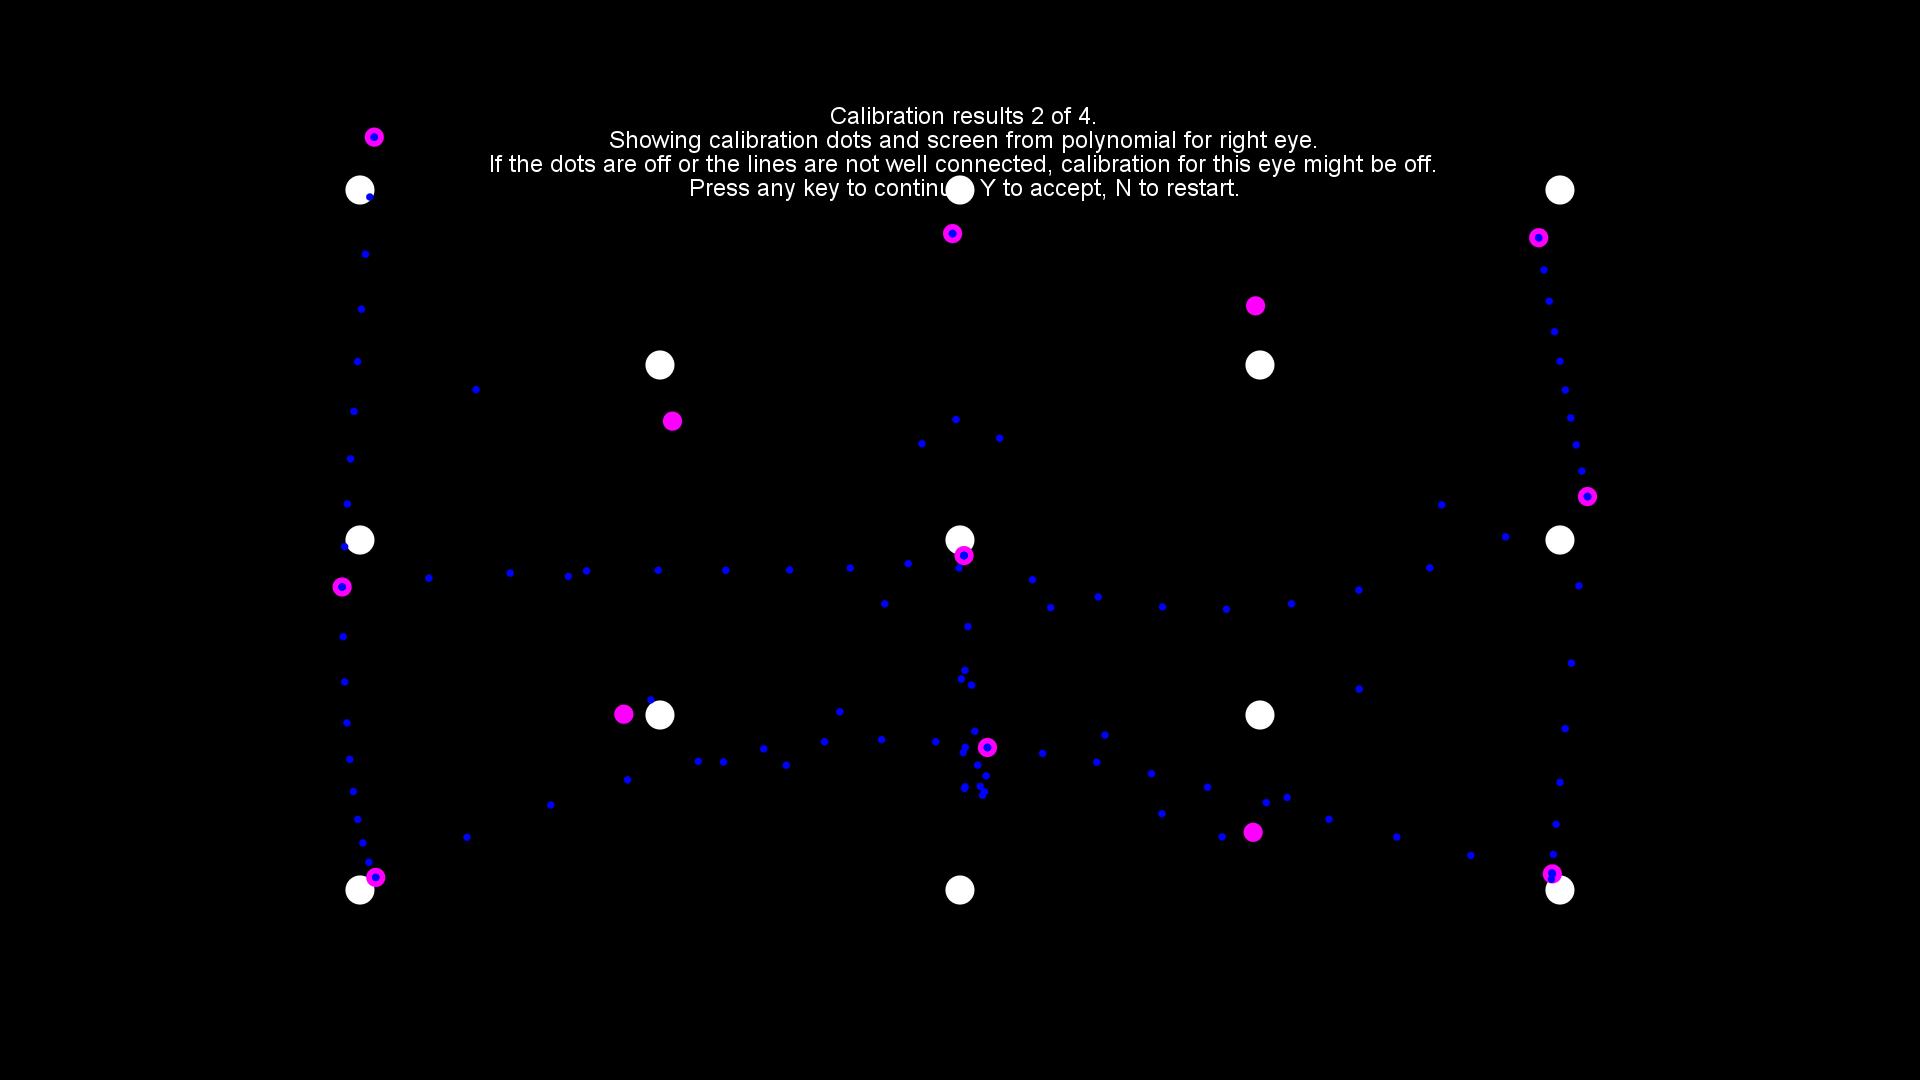 Calibration results 2 of 4.
Showing calibration dots and screen from polynomial for right eye.
If the dots are off or the lines are not well connected, calibration for this eye might be off.
Press any key to continu Y to accept, N to restart.